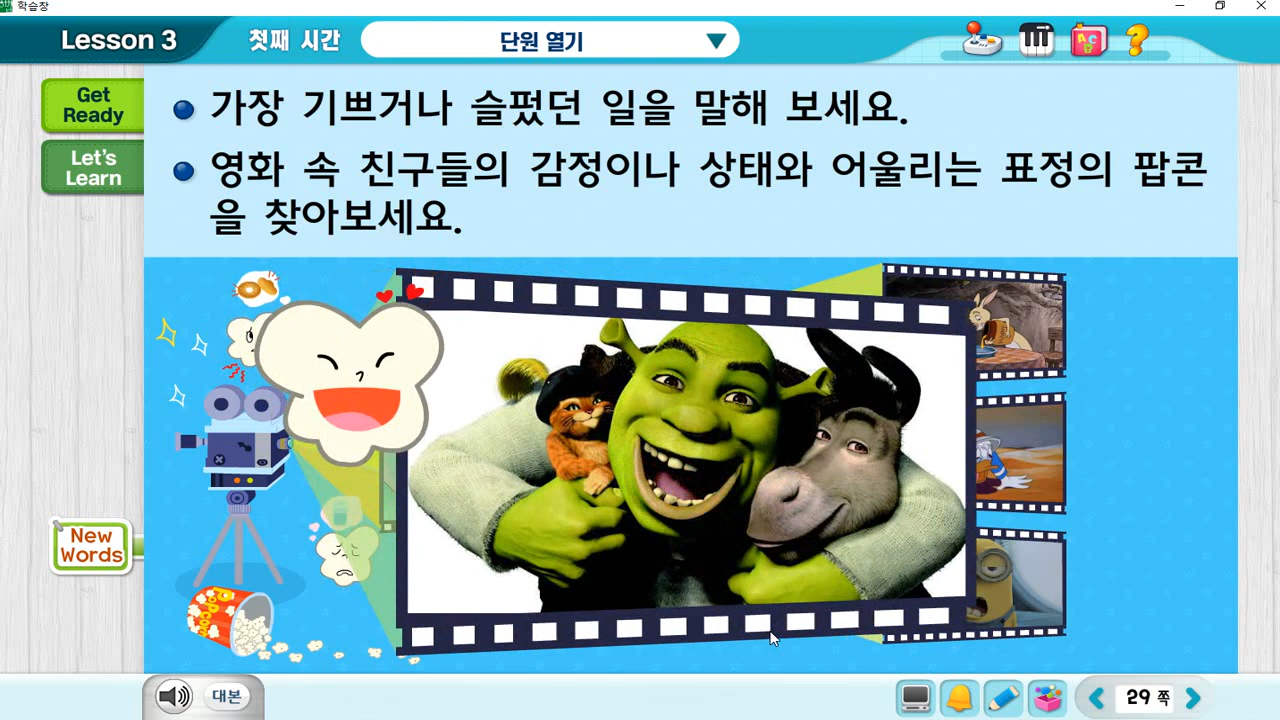 학습창
Lesson 3
첫째 시간
단원 열기
Get
Ready
Let's
Learn
가장 기쁘거나 슬펐던 일을 말해 보세요.
영화 속 친구들의 감정이나 상태와 어울리는 표정의 팝콘
을 찾아보세요.
New
Words
POPCORN
대본
29 쪽